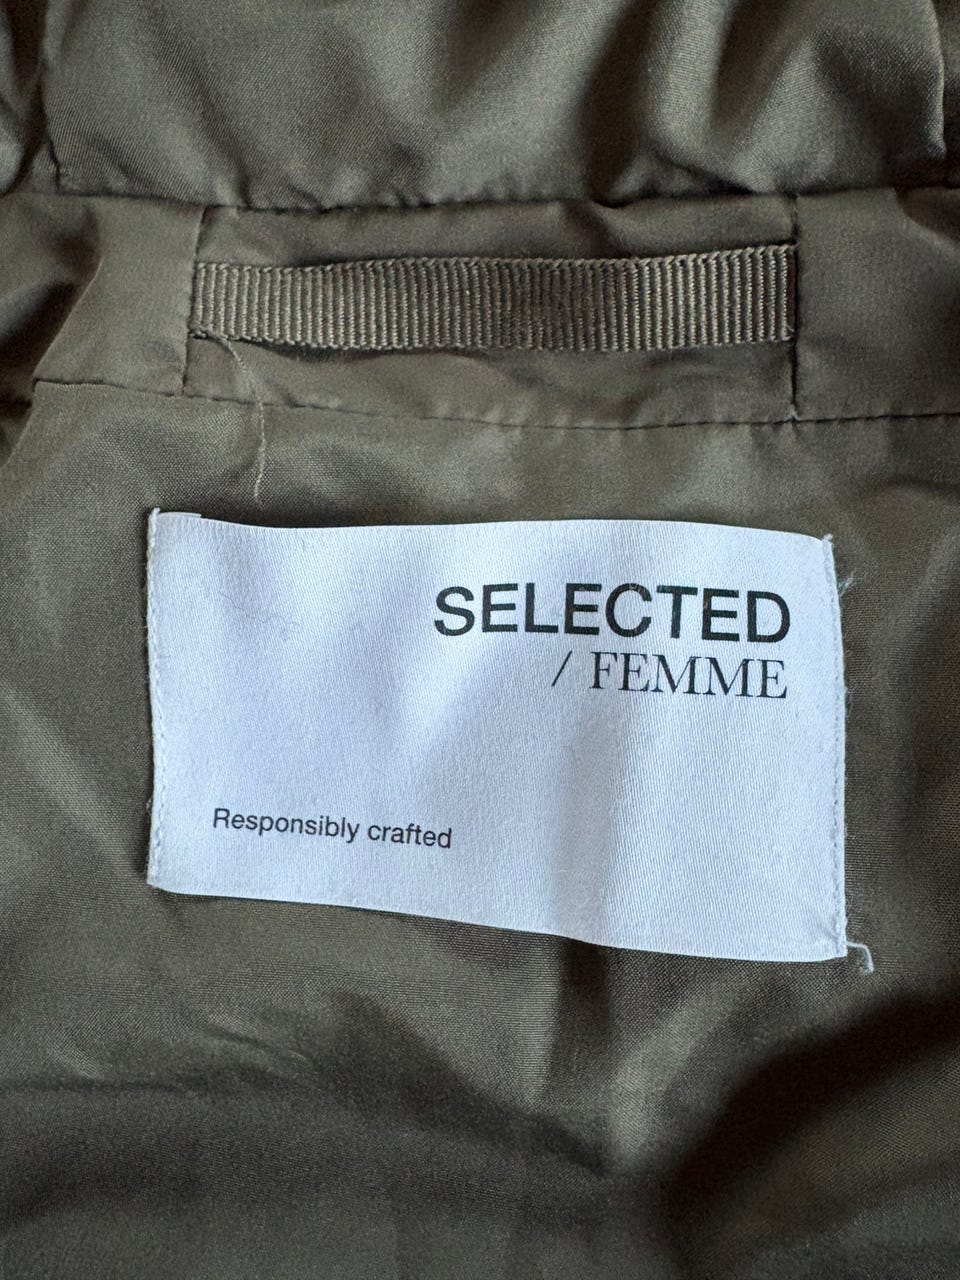 SELECTED
/ FEMME
Responsibly crafted